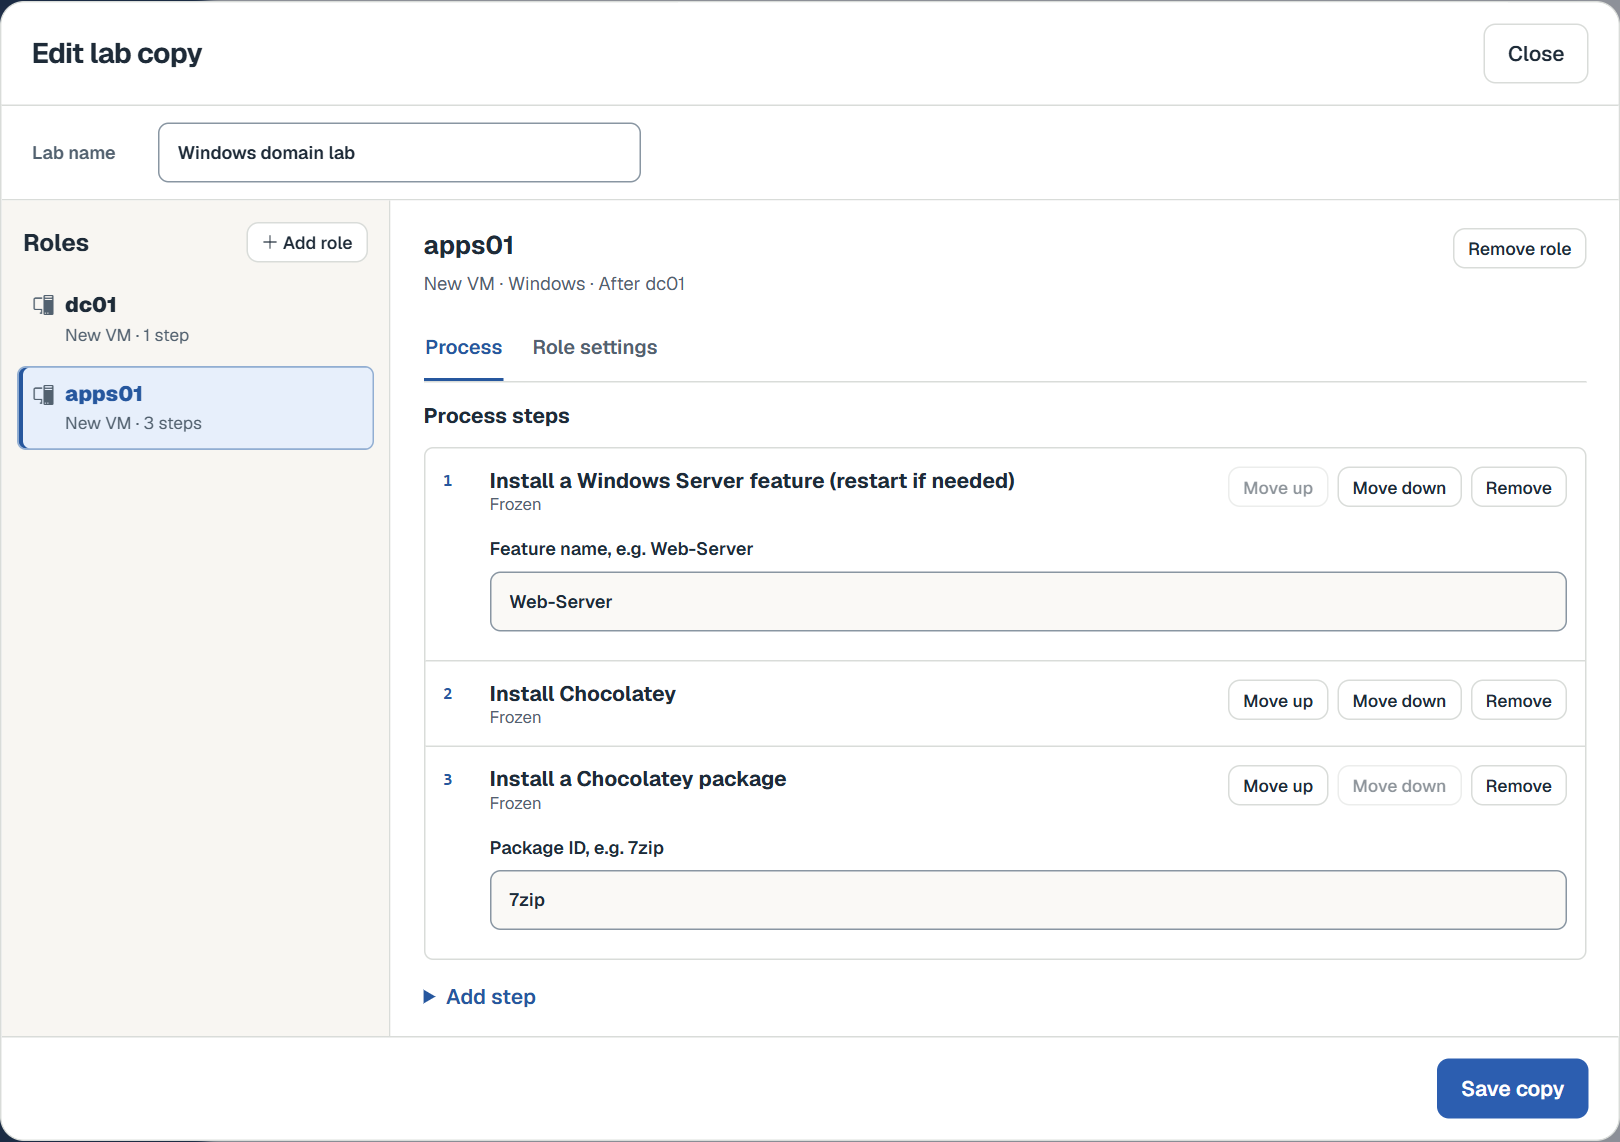 Edit lab copy
Close
Lab name
Windows domain lab
Roles
+ Add role
dc01
New VM · 1 step
apps01
New VM · 3 steps
apps01
Remove role
New VM · Windows · After dc01
Process
Role settings
Process steps
1
Install a Windows Server feature (restart if needed)
Frozen
Move up
Move down
Remove
Feature name, e.g. Web-Server
Web-Server
2
Install Chocolatey
Frozen
Move up
Move down
Remove
3
Install a Chocolatey package
Frozen
Move up
Move down
Remove
Package ID, e.g. 7zip
7zip
Add step
Save copy